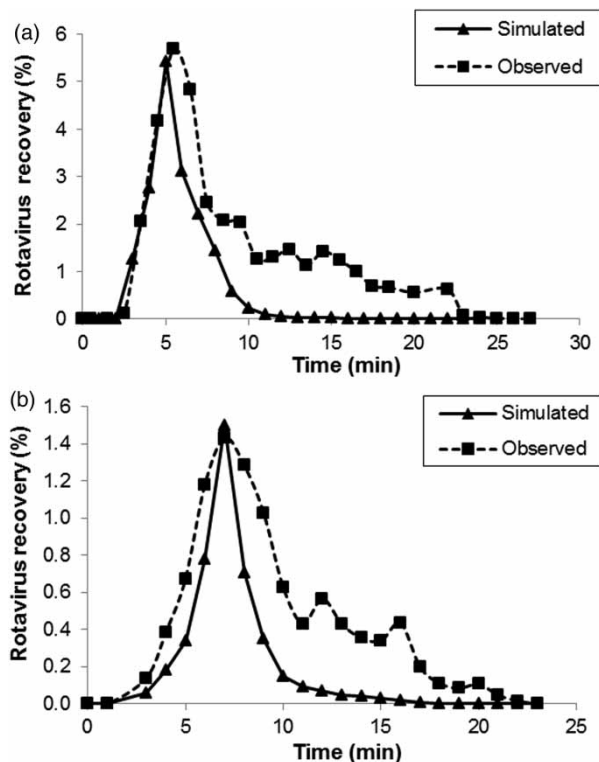 (a)
Rotavirus recovery (%)
6
5
4
3
2
1
0
0 5 10 15 20 25 30
Time (min)
Simulated
Observed
(b)
Rotavirus recovery (%)
1.6
1.4
1.2
1.0
0.8
0.6
0.4
0.2
0.0
0 5 10 15 20 25
Time (min)
Simulated
Observed